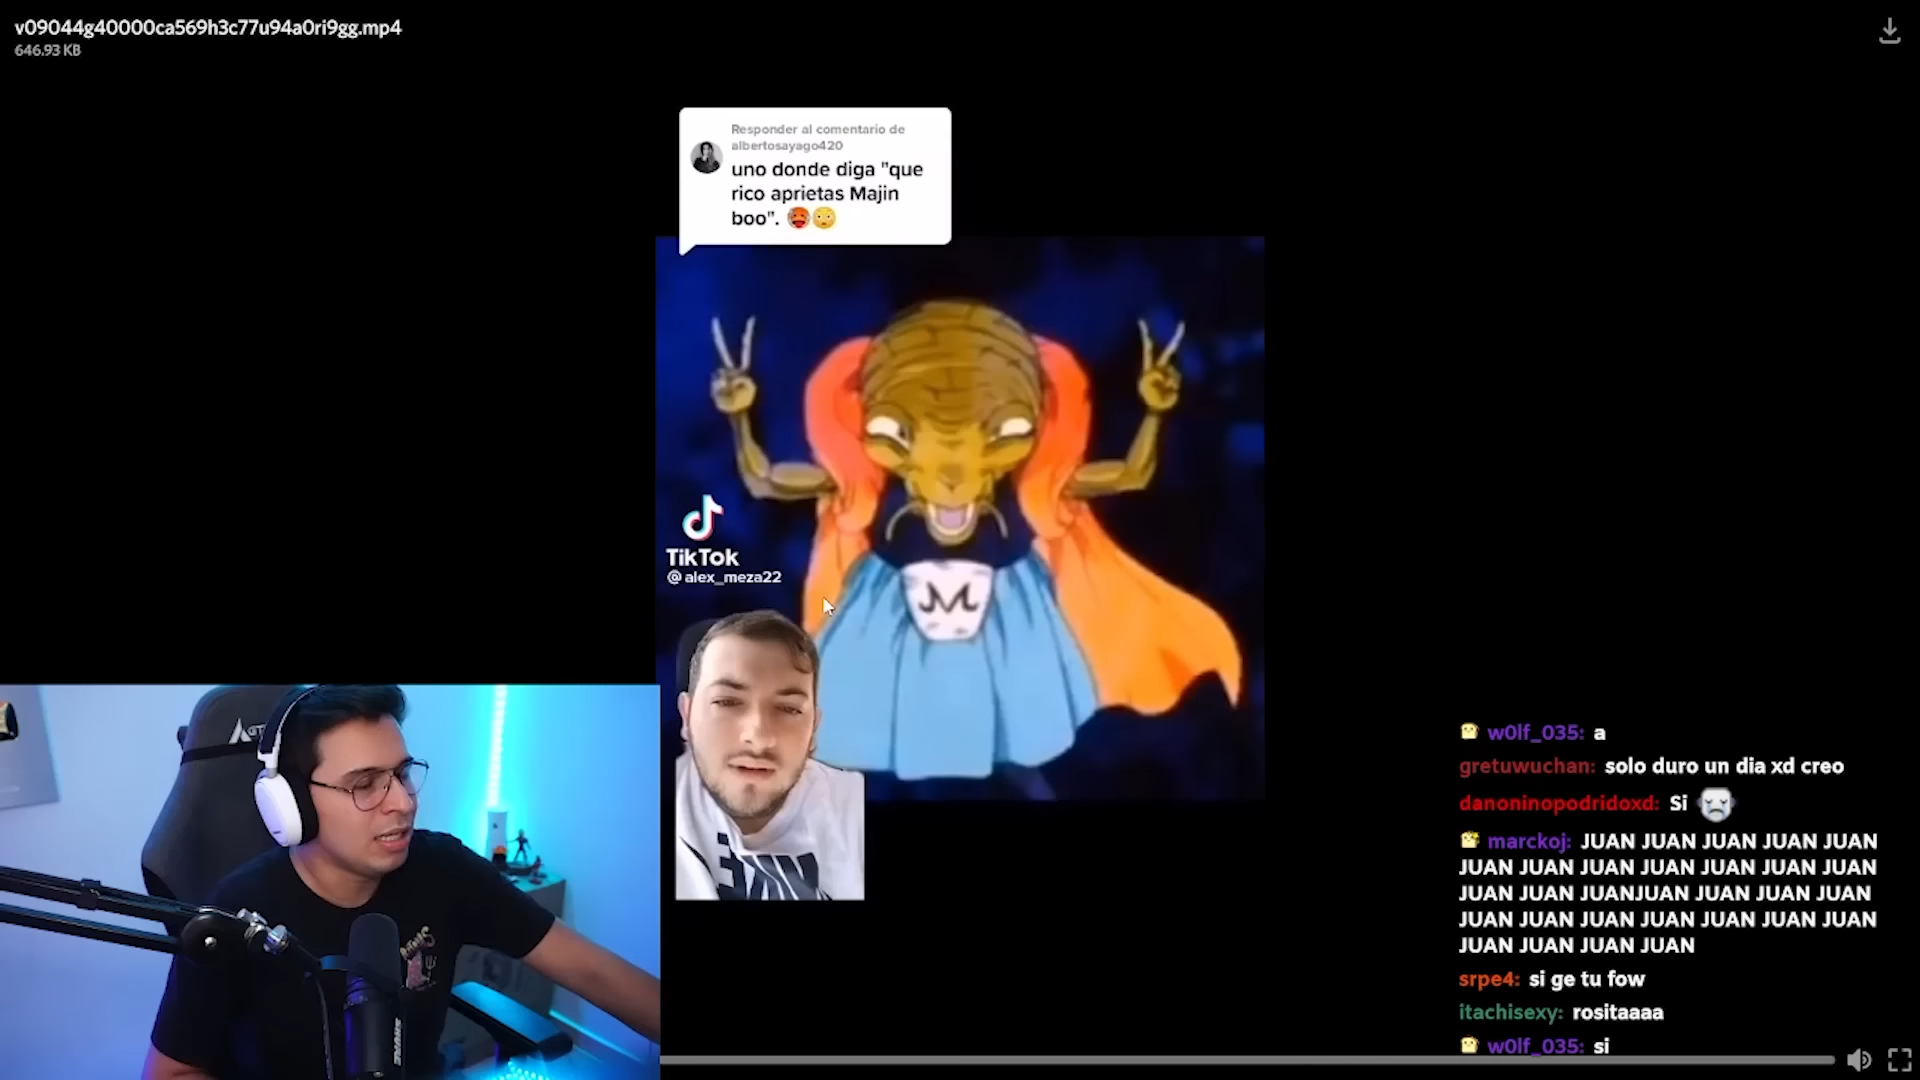 v09044g40000ca569h3c77u94a0ri9gg.mp4
646.93 KB
Responder al comentario de
albertosayago420
uno donde diga "que
rico aprietas Majin
boo". 🥵😳
M
TikTok
@alex_meza22
SHURE
w0lf_035: a
gretuwuchan: solo duro un dia xd creo
danoninopodridoxd: Si
marckoj: JUAN JUAN JUAN JUAN JUAN
JUAN JUAN JUAN JUAN JUAN JUAN JUAN
JUAN JUAN JUANJUAN JUAN JUAN JUAN
JUAN JUAN JUAN JUAN JUAN JUAN JUAN
JUAN JUAN JUAN JUAN
srpe4: si ge tu fow
itachisexy: rositaaaa
w0lf_035: si